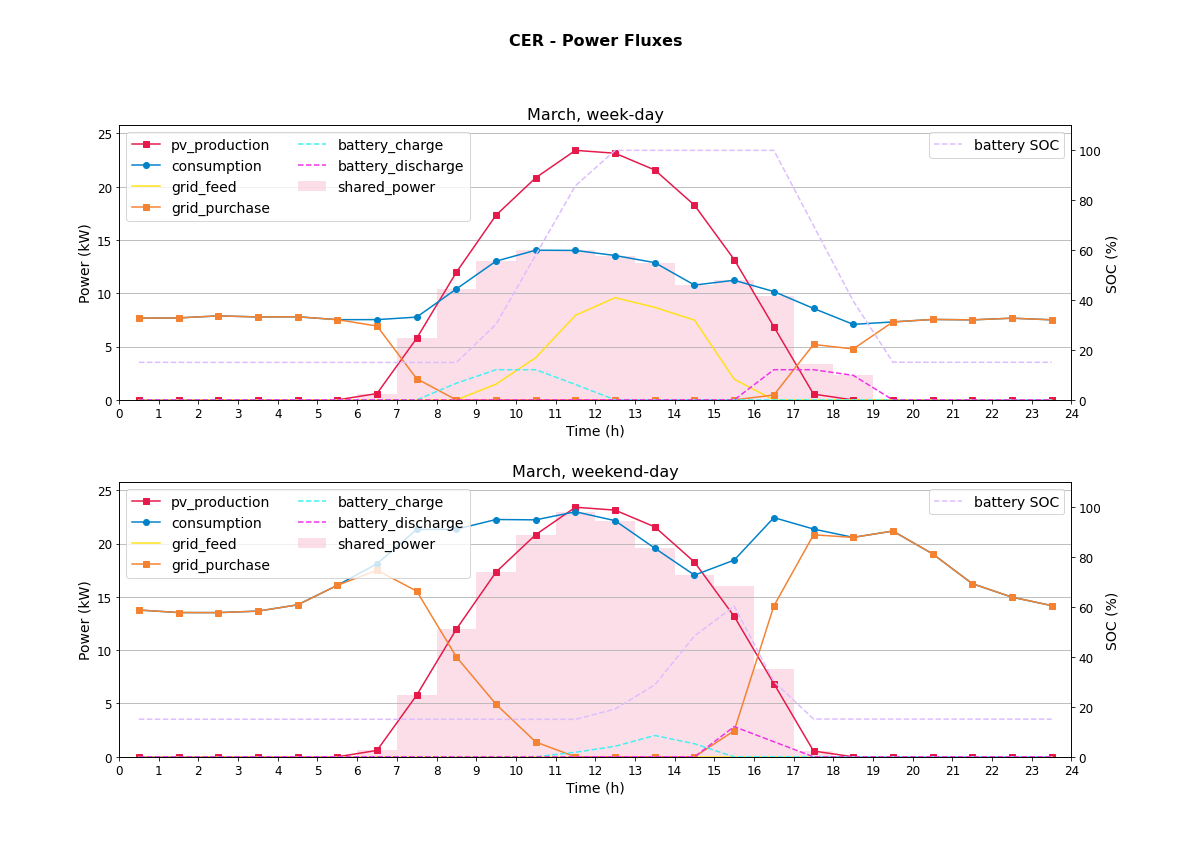 CER - Power Fluxes
March, week-day
pv_production
consumption
grid_feed
grid_purchase
battery_charge
battery_discharge
shared_power
battery SOC
25
20
15
10
5
0
Power (kW)
100
80
60
40
20
0
SOC (%)
0 1 2 3 4 5 6 7 8 9 10 11 12 13 14 15 16 17 18 19 20 21 22 23 24
Time (h)
March, weekend-day
pv_production
consumption
grid_feed
grid_purchase
battery_charge
battery_discharge
shared_power
battery SOC
25
20
15
10
5
0
Power (kW)
100
80
60
40
20
0
SOC (%)
0 1 2 3 4 5 6 7 8 9 10 11 12 13 14 15 16 17 18 19 20 21 22 23 24
Time (h)